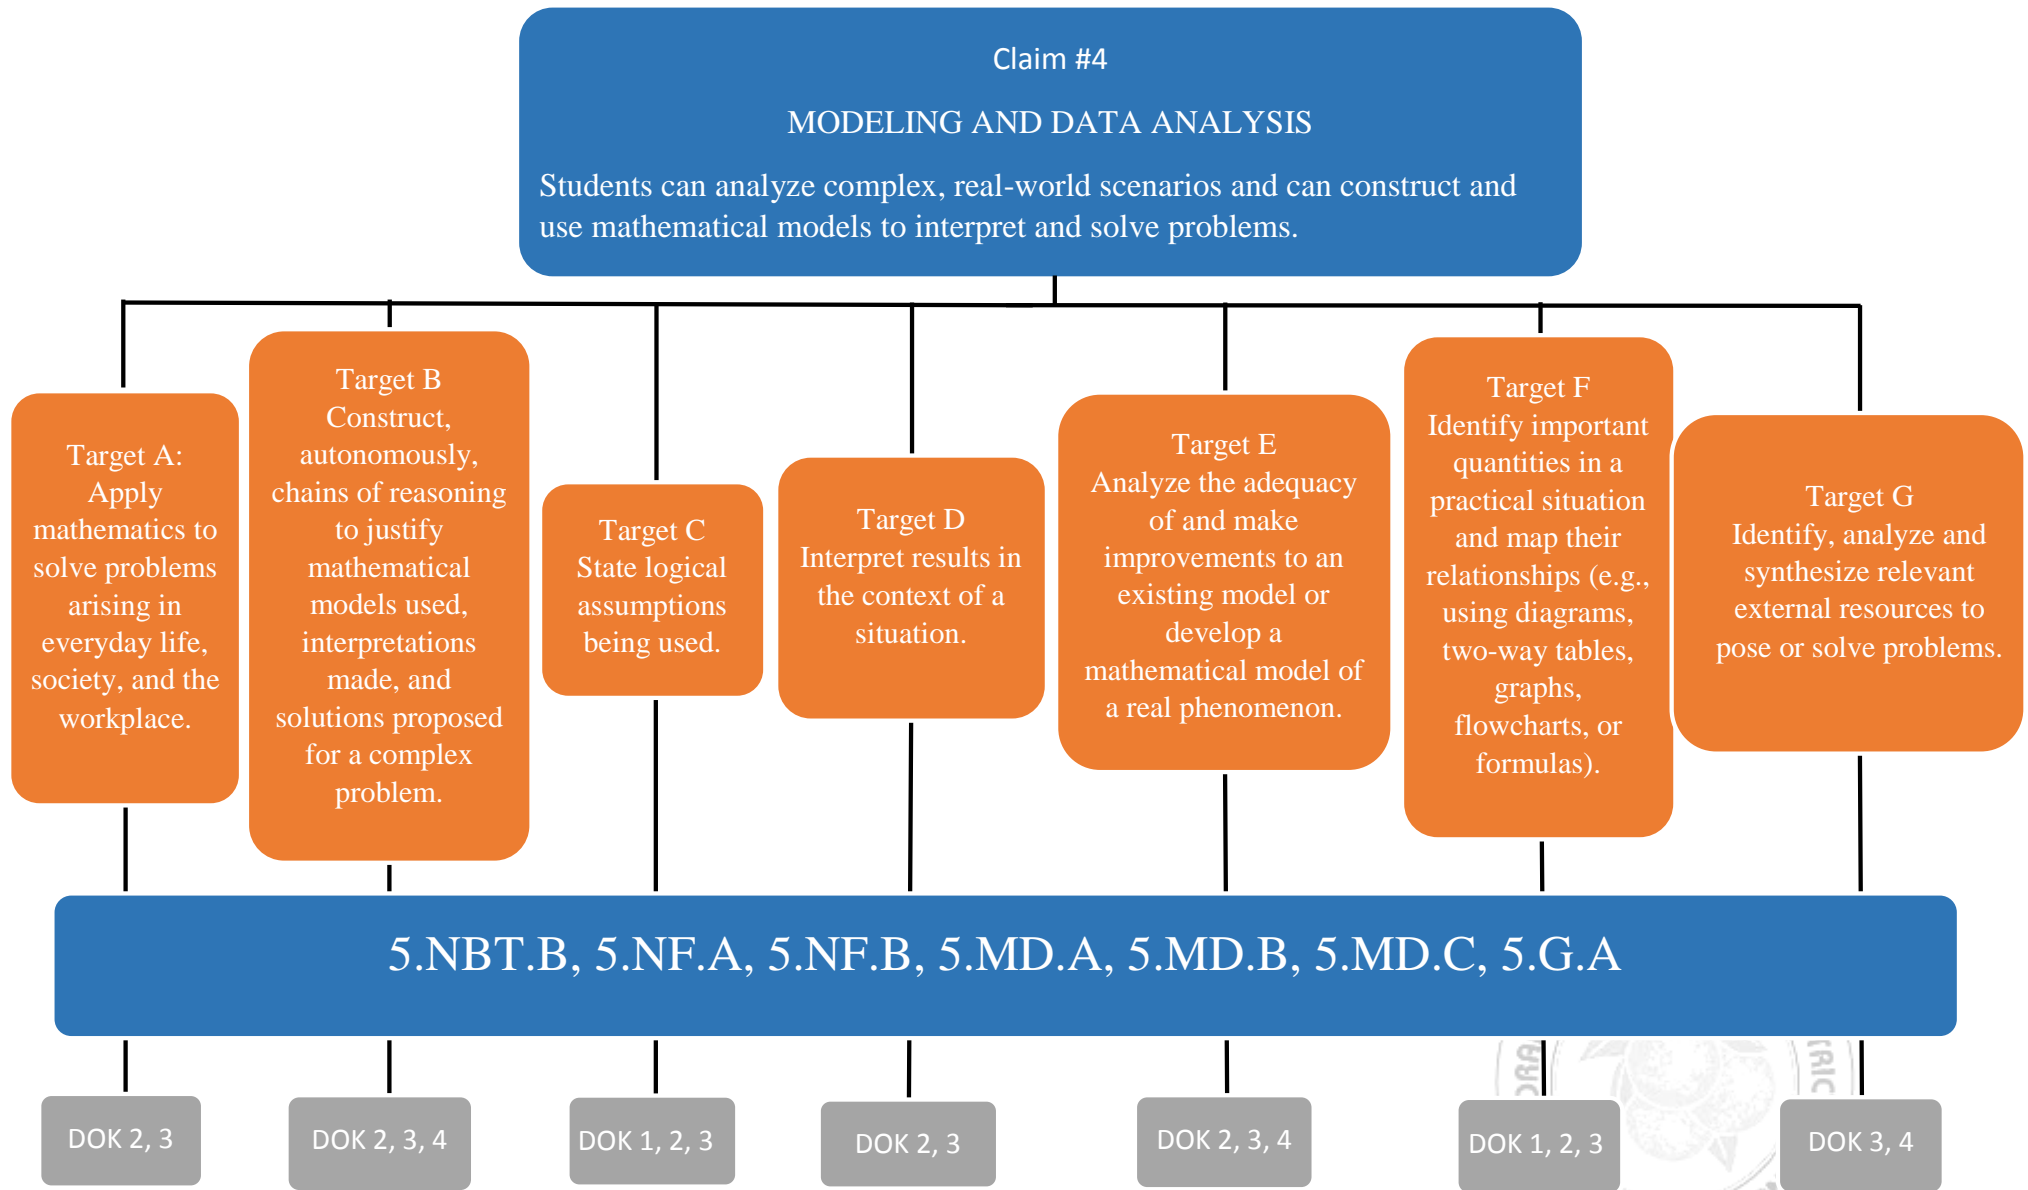 Claim #4
MODELING AND DATA ANALYSIS
Students can analyze complex, real-world scenarios and can construct and
use mathematical models to interpret and solve problems.
Target A:
Apply
mathematics to
solve problems
arising in
everyday life,
society, and the
workplace.
Target B
Construct,
autonomously,
chains of reasoning
to justify
mathematical
models used,
interpretations
made, and
solutions proposed
for a complex
problem.
Target C
State logical
assumptions
being used.
Target D
Interpret results in
the context of a
situation.
Target E
Analyze the adequacy
of and make
improvements to an
existing model or
develop a
mathematical model of
a real phenomenon.
Target F
Identify important
quantities in a
practical situation
and map their
relationships (e.g.,
using diagrams,
two-way tables,
graphs,
flowcharts, or
formulas).
Target G
Identify, analyze and
synthesize relevant
external resources to
pose or solve problems.
5.NBT.B, 5.NF.A, 5.NF.B, 5.MD.A, 5.MD.B, 5.MD.C, 5.G.A
DOK 2, 3
DOK 2, 3, 4
DOK 1, 2, 3
DOK 2, 3
DOK 2, 3, 4
DOK 1, 2, 3
DOK 3, 4